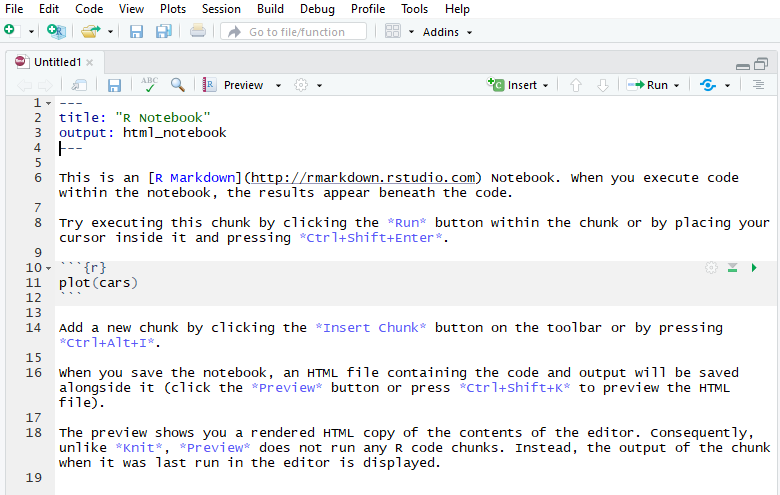 File Edit Code View Plots Session Build Debug Profile Tools Help
Go to file/function Addins
Untitled1
ABC R Preview Insert Run
1 ---
2 title: "R Notebook"
3 output: html_notebook
4 ---
5
6 This is an [R Markdown](http://rmarkdown.rstudio.com) Notebook. When you execute code
within the notebook, the results appear beneath the code.
7
8 Try executing this chunk by clicking the *Run* button within the chunk or by placing your
cursor inside it and pressing *Ctrl+Shift+Enter*.
9
10 ```{r}
11 plot(cars)
12 ```
13
14 Add a new chunk by clicking the *Insert Chunk* button on the toolbar or by pressing
*Ctrl+Alt+I*.
15
16 When you save the notebook, an HTML file containing the code and output will be saved
alongside it (click the *Preview* button or press *Ctrl+Shift+K* to preview the HTML
file).
17
18 The preview shows you a rendered HTML copy of the contents of the editor. Consequently,
unlike *Knit*, *Preview* does not run any R code chunks. Instead, the output of the chunk
when it was last run in the editor is displayed.
19